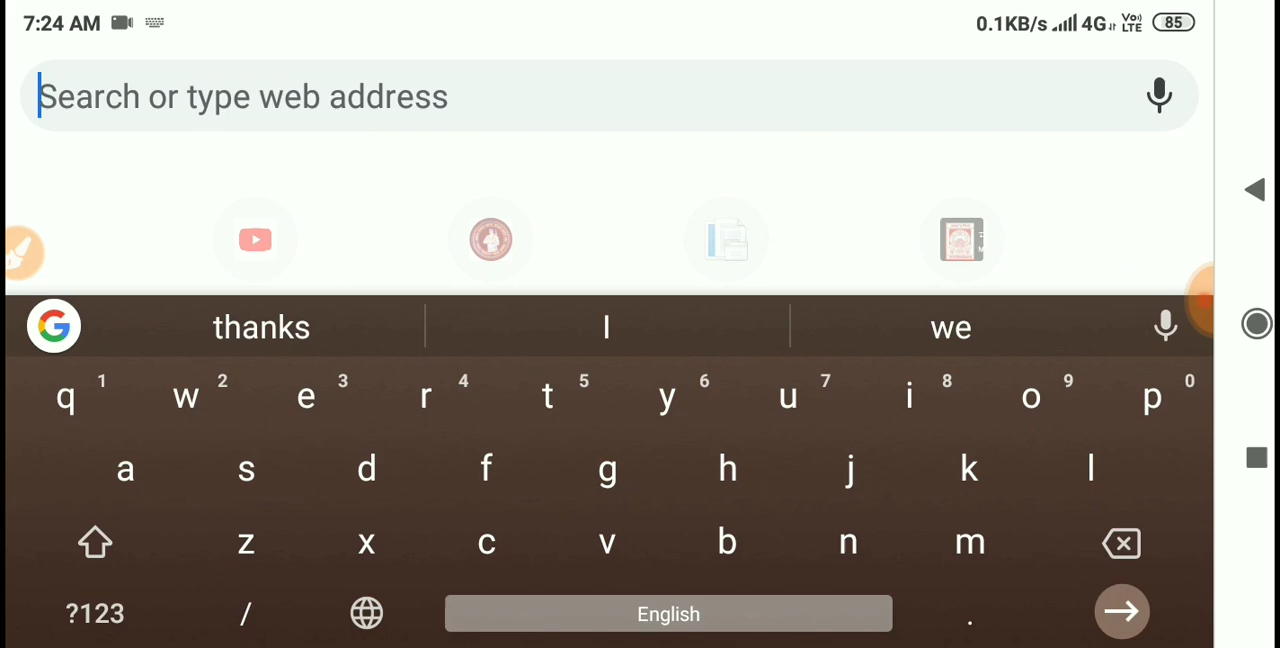 7:24 AM 0.1KB/s 4G Vo) LTE 85
Search or type web address
thanks I we
q 1 w 2 e 3 r 4 t 5 y 6 u 7 i 8 o 9 p 0
a s d f g h j k l
z x c v b n m
?123 / English .